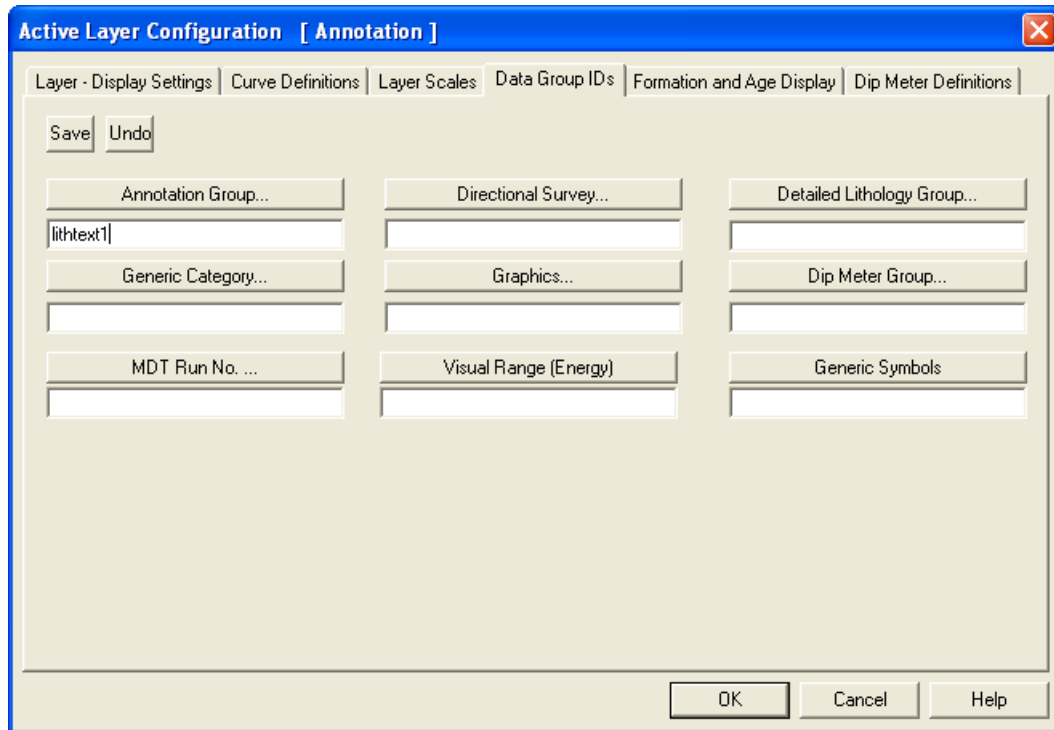 Active Layer Configuration [ Annotation ]
Layer - Display Settings Curve Definitions Layer Scales Data Group IDs Formation and Age Display Dip Meter Definitions
Save Undo
Annotation Group... Directional Survey... Detailed Lithology Group...
lithtext1
Generic Category... Graphics... Dip Meter Group...
MDT Run No. ... Visual Range (Energy) Generic Symbols
OK Cancel Help